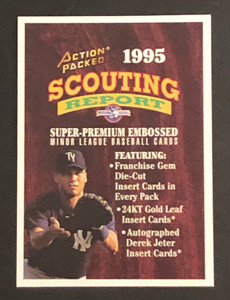 ACTION PACKED
1995
SCOUTING
REPORT
SUPER-PREMIUM EMBOSSED
MINOR LEAGUE BASEBALL CARDS
FEATURING:
• Franchise Gem
Die-Cut
Insert Cards in
Every Pack
• 24KT Gold Leaf
Insert Cards*
• Autographed
Derek Jeter
Insert Cards*
NY